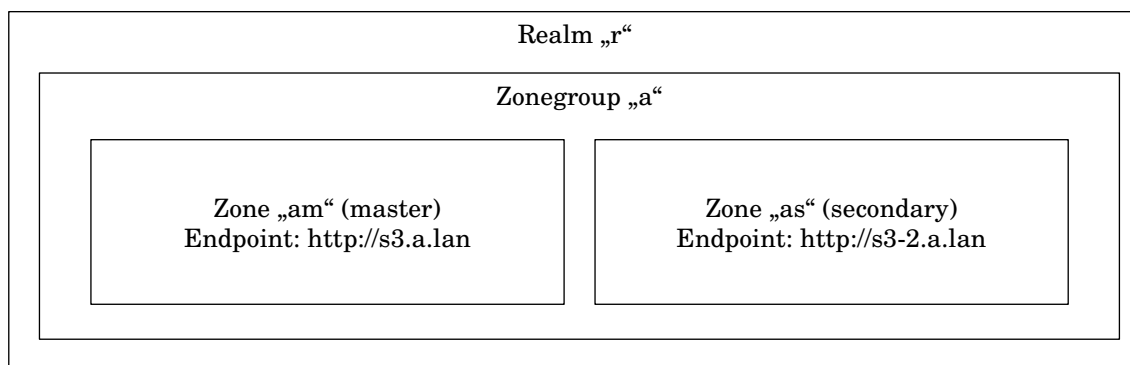 Realm „r“
Zonegroup „a“
Zone „am“ (master)
Endpoint: http://s3.a.lan
Zone „as“ (secondary)
Endpoint: http://s3-2.a.lan